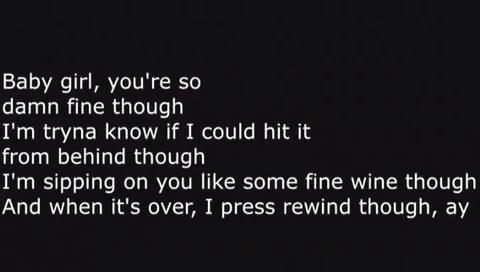 Baby girl, you're so
damn fine though
I'm tryna know if I could hit it
from behind though
I'm sipping on you like some fine wine though
And when it's over, I press rewind though, ay